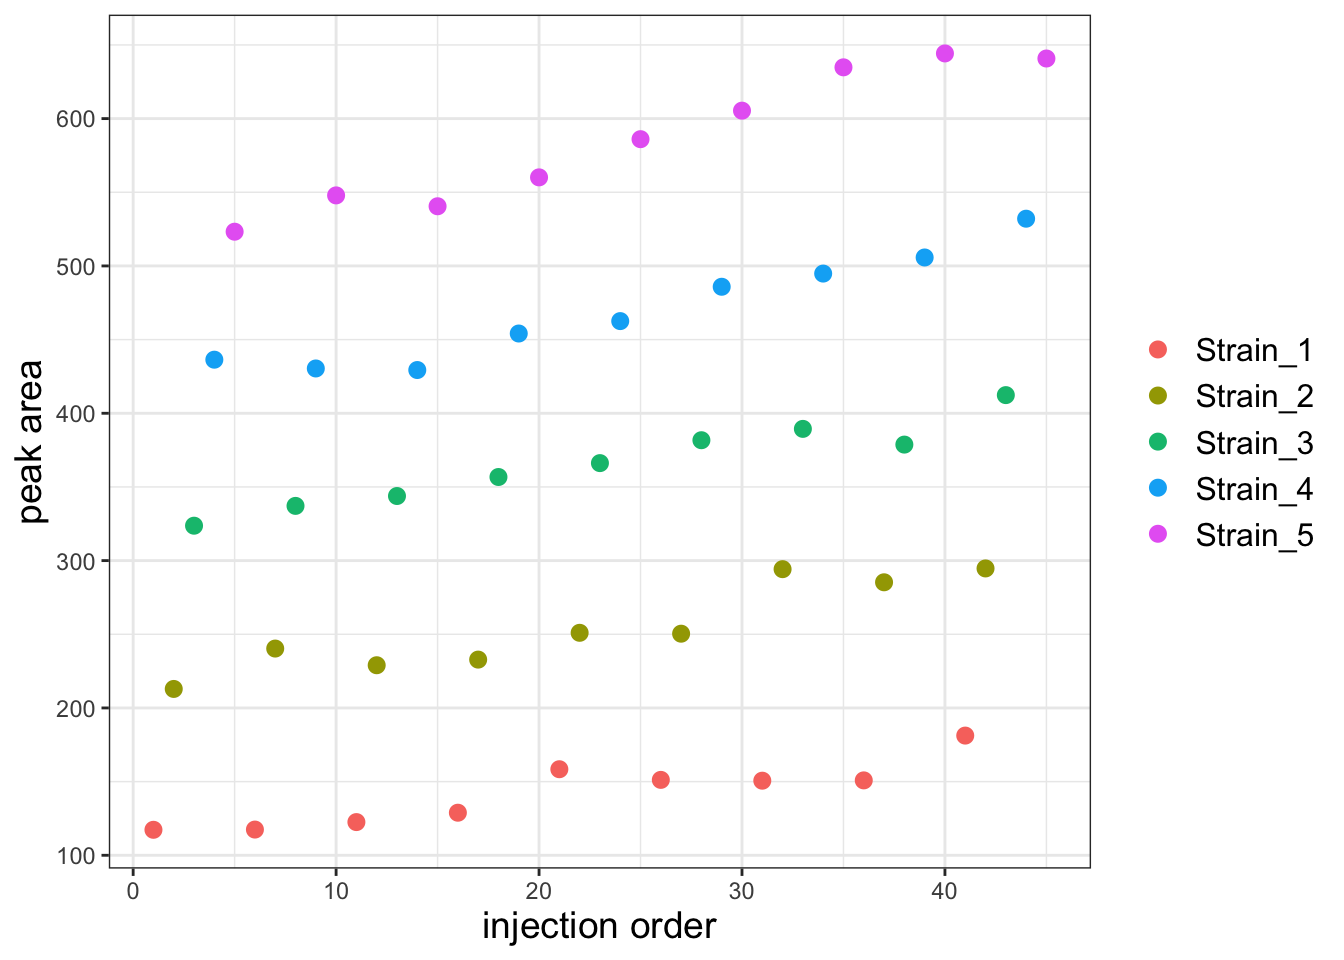 600
500
400
300
200
100
0 10 20 30 40
injection order
peak area
Strain_1
Strain_2
Strain_3
Strain_4
Strain_5